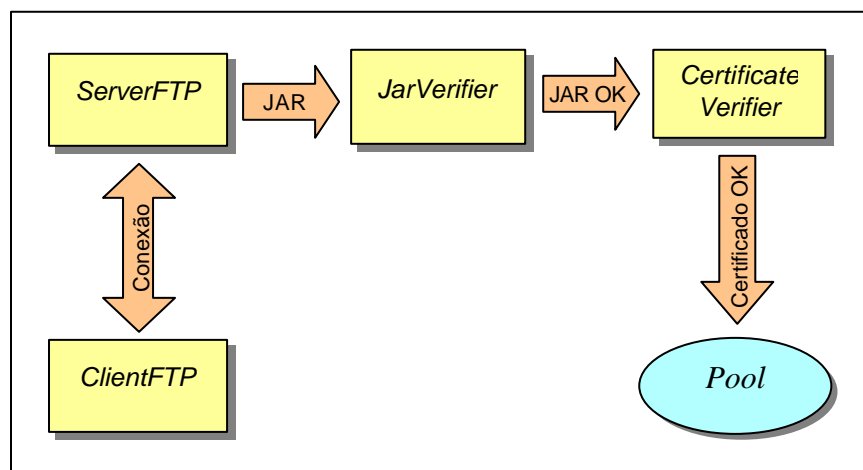 ServerFTP
JAR
JarVerifier
JAR OK
Certificate
Verifier
Conexão
Certificado OK
ClientFTP
Pool